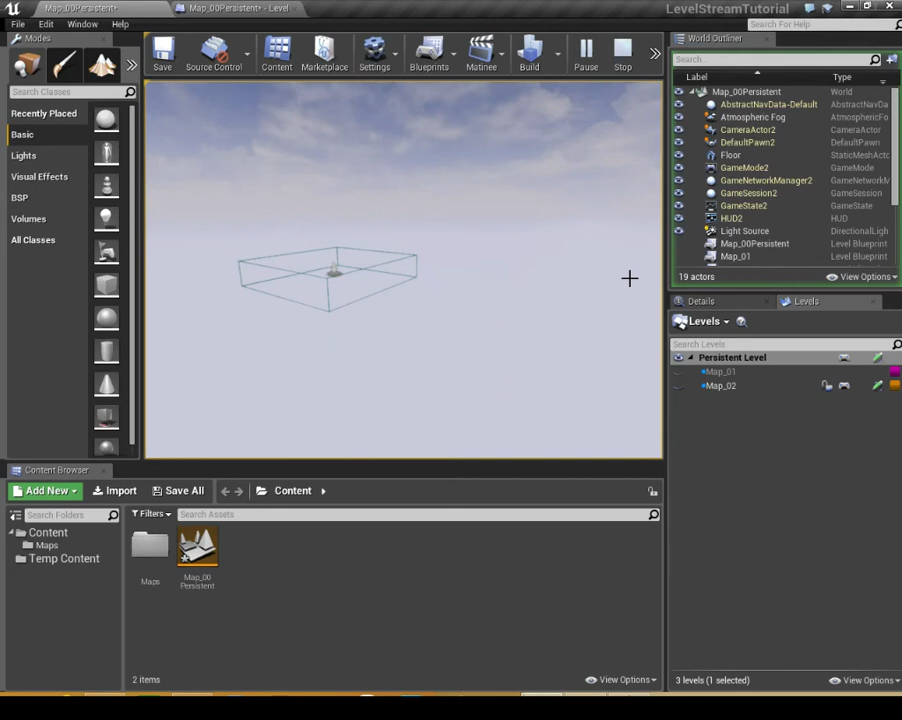 Map_00Persistent*
Map_00Persistent* - Level
LevelStreamTutorial
File Edit Window Help
Search For Help
Modes
Search Classes
Recently Placed
Basic
Lights
Visual Effects
BSP
Volumes
All Classes
Save
Source Control
Content
Marketplace
Settings
Blueprints
Matinee
Build
Pause
Stop
World Outliner
Search...
Label Type
Map_00Persistent World
AbstractNavData-Default AbstractNavDa
Atmospheric Fog AtmosphericFo
CameraActor2 CameraActor
DefaultPawn2 DefaultPawn
Floor StaticMeshActo
GameMode2 GameMode
GameNetworkManager2 GameNetworkM
GameSession2 GameSession
GameState2 GameState
HUD2 HUD
Light Source DirectionalLigh
Map_00Persistent Level Blueprint
Map_01 Level Blueprint
19 actors View Options
Details Levels
Levels
Search Levels
Persistent Level
Map_01
Map_02
3 levels (1 selected) View Options
Content Browser
Add New Import Save All Content
Search Folders
Content
Maps
Temp Content
Filters Search Assets
Maps
Map_00
Persistent
2 items View Options